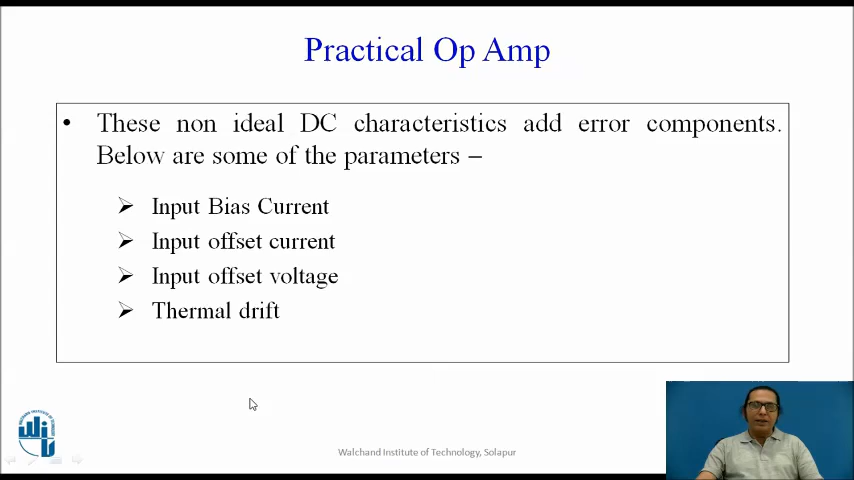 Practical Op Amp
• These non ideal DC characteristics add error components.
Below are some of the parameters –
➢ Input Bias Current
➢ Input offset current
➢ Input offset voltage
➢ Thermal drift
Walchand Institute of Technology, Solapur